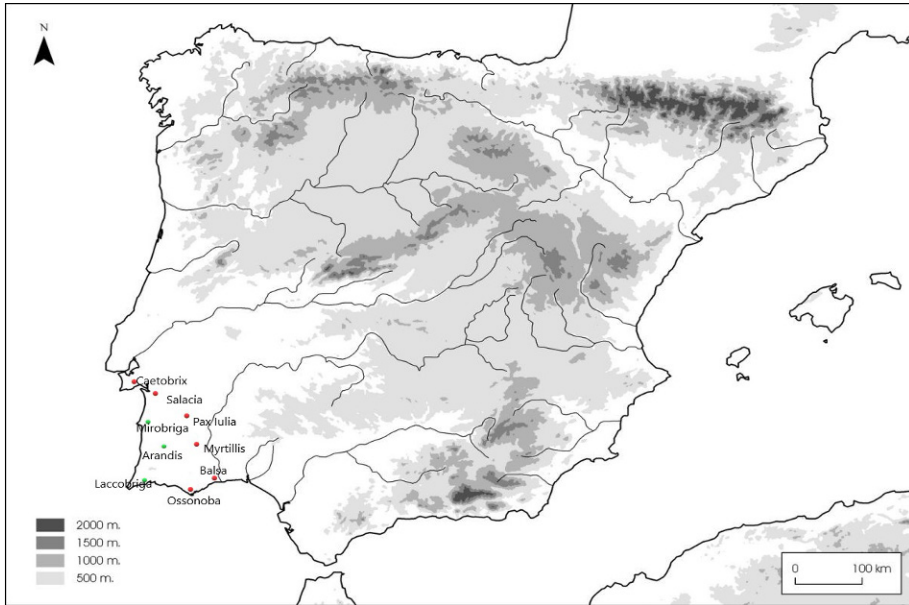 N
Caetobrix
Salacia
Pax Iulia
Mirobriga
Myrtillis
Arandis
Balsa
Laccobriga
Ossonoba
2000 m.
1500 m.
1000 m.
500 m.
0 100 km